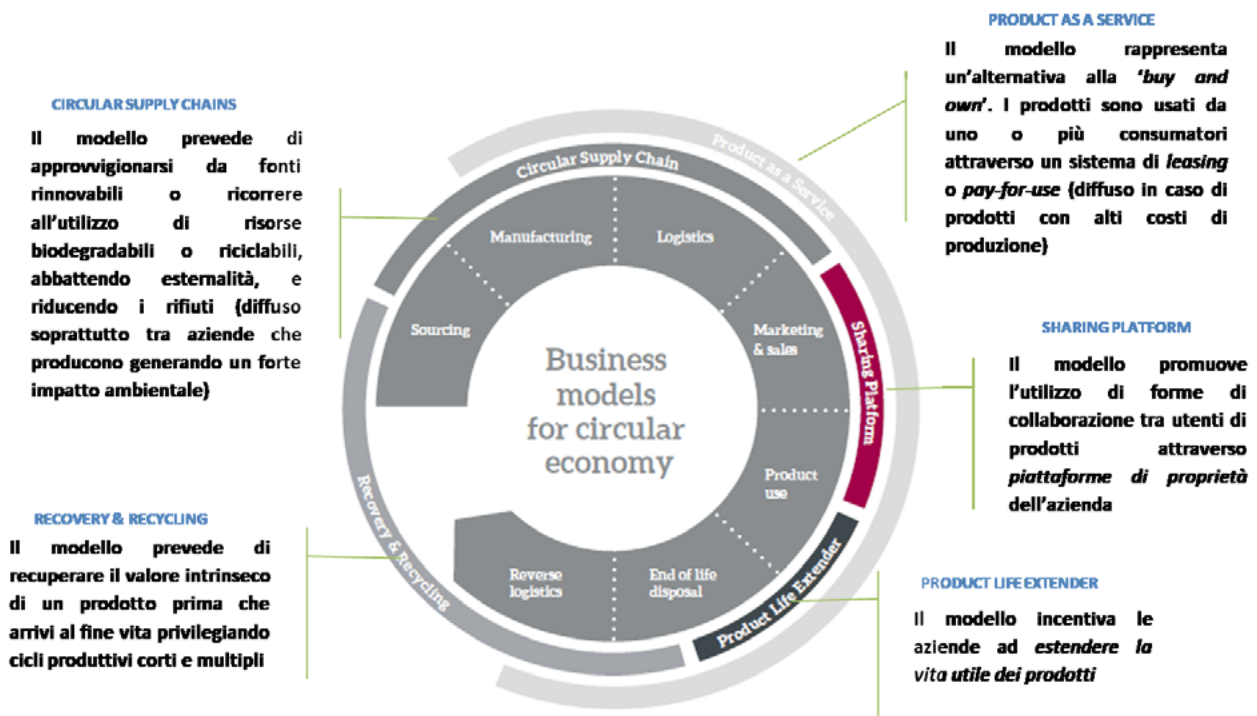 CIRCULAR SUPPLY CHAINS
Il modello prevede di
approvvigionarsi da fonti
rinnovabili o ricorrere
all’utilizzo di risorse
biodegradabili o riciclabili,
abbattendo esternalità, e
riducendo i rifiuti (diffuso
soprattutto tra aziende che
producono generando un forte
impatto ambientale)
RECOVERY & RECYCLING
Il modello prevede di
recuperare il valore intrinseco
di un prodotto prima che
arrivi al fine vita privilegiando
cicli produttivi corti e multipli
Product as a Service
Circular Supply Chain
Sharing Platform
Product Life Extender
Recovery & Recycling
Sourcing
Manufacturing
Logistics
Marketing
& sales
Product
use
End of life
disposal
Reverse
logistics
Business
models
for circular
economy
PRODUCT AS A SERVICE
Il modello rappresenta
un’alternativa alla ‘buy and
own’. I prodotti sono usati da
uno o più consumatori
attraverso un sistema di leasing
o pay-for-use (diffuso in caso di
prodotti con alti costi di
produzione)
SHARING PLATFORM
Il modello promuove
l’utilizzo di forme di
collaborazione tra utenti di
prodotti attraverso
piattaforme di proprietà
dell’azienda
PRODUCT LIFE EXTENDER
Il modello incentiva le
aziende ad estendere la
vita utile dei prodotti